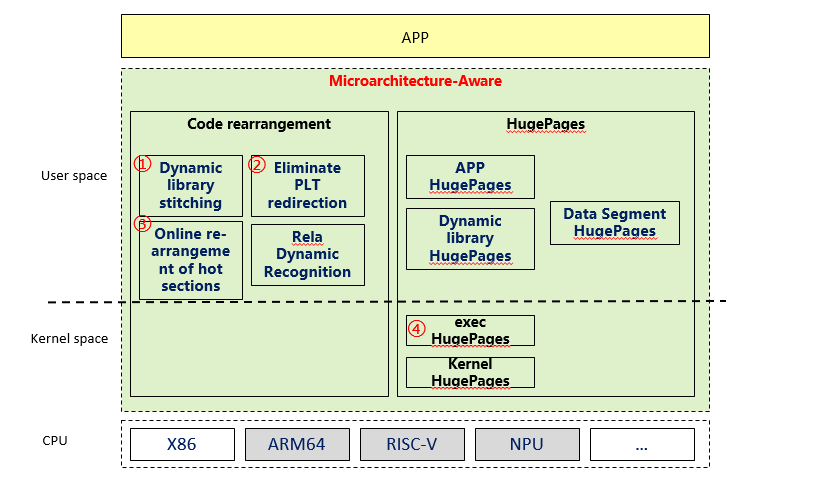 APP
Microarchitecture-Aware
User space
Code rearrangement
①
Dynamic
library
stitching
②
Eliminate
PLT
redirection
③
Online re-
arrangeme
nt of hot
sections
Rela
Dynamic
Recognition
HugePages
APP
HugePages
Dynamic
library
HugePages
Data Segment
HugePages
Kernel space
④
exec
HugePages
Kernel
HugePages
CPU
X86
ARM64
RISC-V
NPU
...